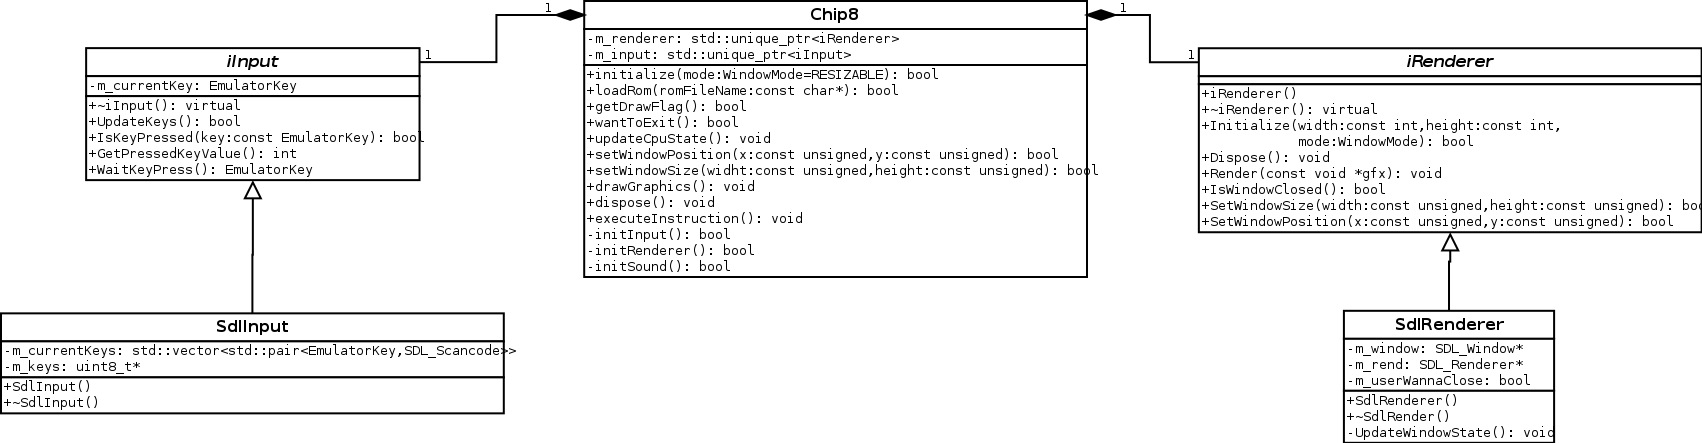 1
Chip8
1
-m_renderer: std::unique_ptr<iRenderer>
-m_input: std::unique_ptr<iInput>
+initialize(mode:WindowMode=RESIZABLE): bool
+loadRom(romFileName:const char*): bool
+getDrawFlag(): bool
+wantToExit(): bool
+updateCpuState(): void
+setWindowPosition(x:const unsigned,y:const unsigned): bool
+setWindowSize(widht:const unsigned,height:const unsigned): bool
+drawGraphics(): void
+dispose(): void
+executeInstruction(): void
-initInput(): bool
-initRenderer(): bool
-initSound(): bool
1
iInput
-m_currentKey: EmulatorKey
+~iInput(): virtual
+UpdateKeys(): bool
+IsKeyPressed(key:const EmulatorKey): bool
+GetPressedKeyValue(): int
+WaitKeyPress(): EmulatorKey
1
iRenderer
+iRenderer()
+~iRenderer(): virtual
+Initialize(width:const int,height:const int,
mode:WindowMode): bool
+Dispose(): void
+Render(const void *gfx): void
+IsWindowClosed(): bool
+SetWindowSize(width:const unsigned,height:const unsigned): boo
+SetWindowPosition(x:const unsigned,y:const unsigned): bool
SdlInput
-m_currentKeys: std::vector<std::pair<EmulatorKey,SDL_Scancode>>
-m_keys: uint8_t*
+SdlInput()
+~SdlInput()
SdlRenderer
-m_window: SDL_Window*
-m_rend: SDL_Renderer*
-m_userWannaClose: bool
+SdlRenderer()
+~SdlRender()
-UpdateWindowState(): void